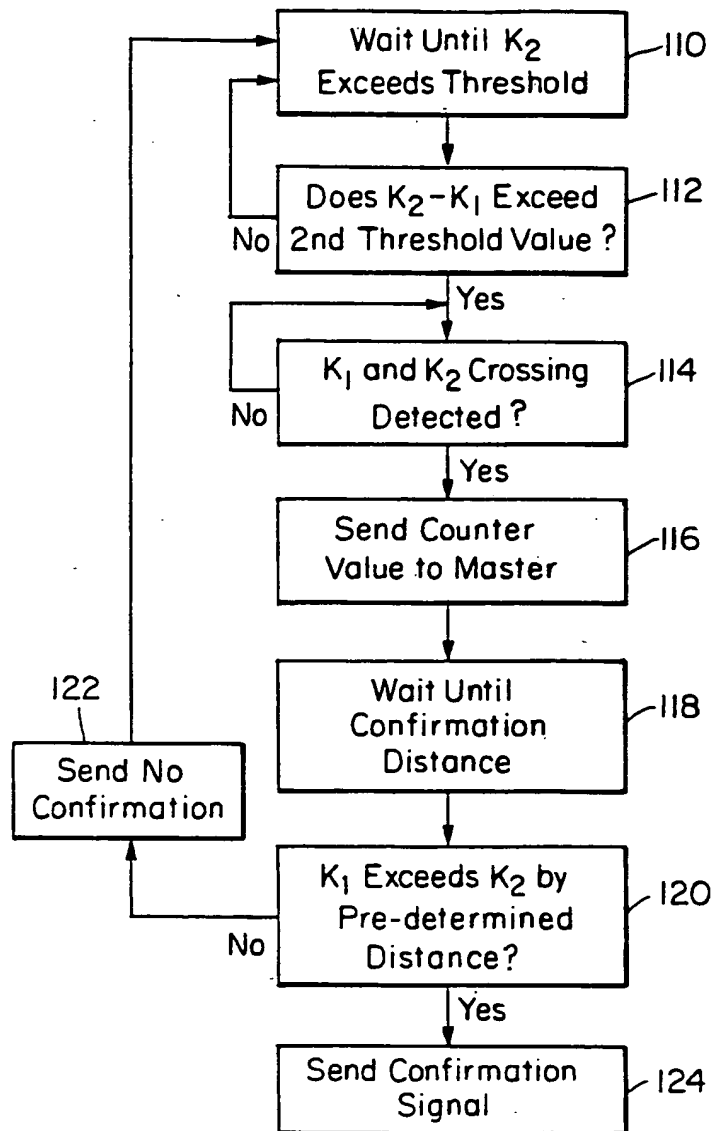 Wait Until K₂
Exceeds Threshold
110
Does K₂-K₁ Exceed
2nd Threshold Value?
112
No
Yes
K₁ and K₂ Crossing
Detected?
114
No
Yes
Send Counter
Value to Master
116
Wait Until
Confirmation
Distance
118
122
Send No
Confirmation
K₁ Exceeds K₂ by
Pre-determined
Distance?
120
No
Yes
Send Confirmation
Signal
124